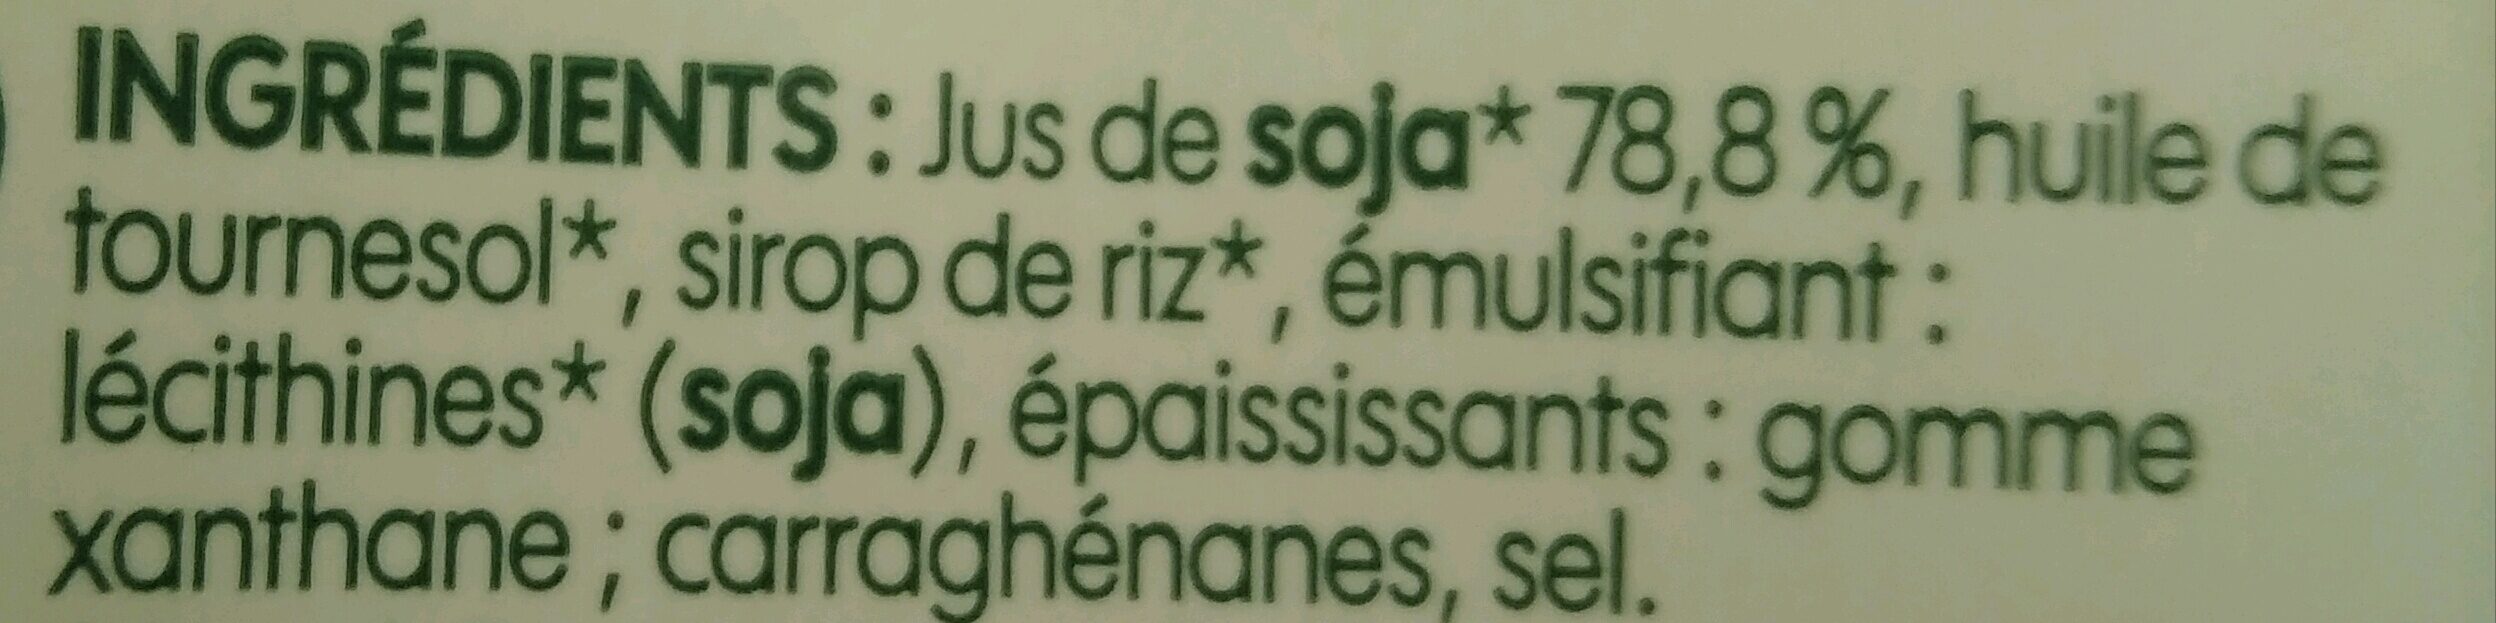 INGRÉDIENTS : Jus de soja* 78,8 %, huile de
tournesol*, sirop de riz*, émulsifiant :
lécithines* (soja), épaississants : gomme
xanthane ; carraghénanes, sel.